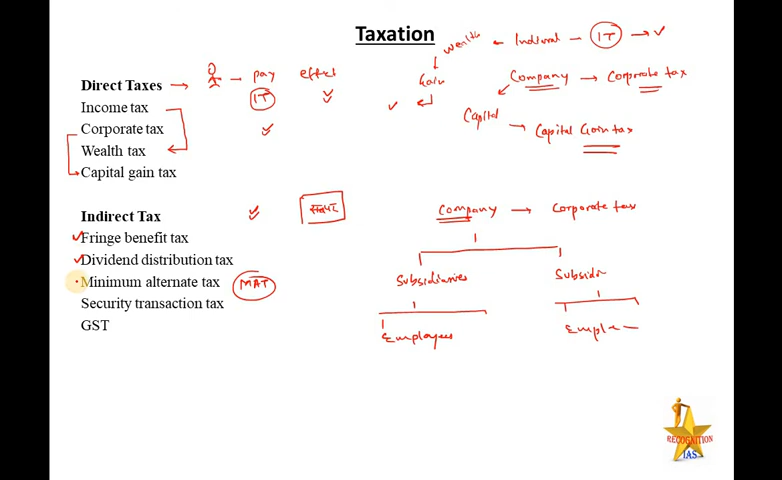 Taxation
Wealth ← Individual - IT → ✓
Direct Taxes → pay effect
Gain
Company → Corporate tax
Income tax
IT
Capital → Capital Gain tax
Corporate tax
Wealth tax
Capital gain tax
Indirect Tax
Company → Corporate tax
Fringe benefit tax
Dividend distribution tax
Minimum alternate tax MAT
Subsidiaries
Security transaction tax
GST
Employees
RECOGNITION
IAS